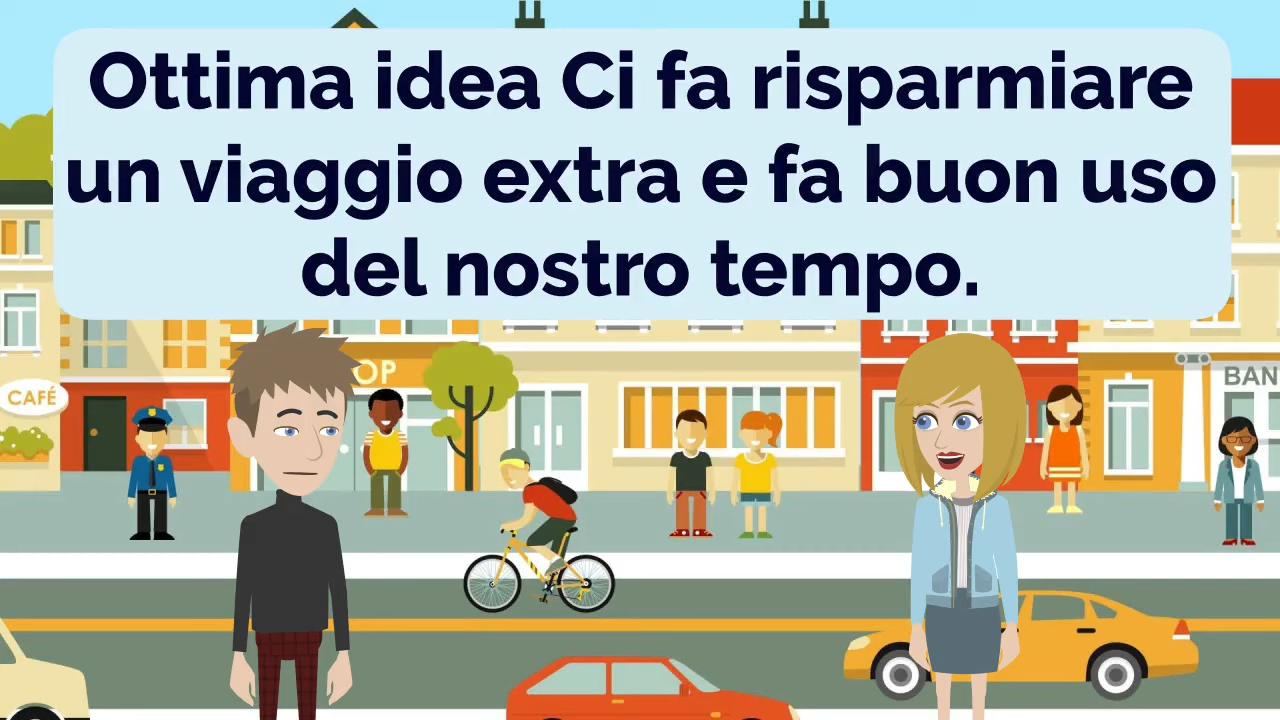 Ottima idea Ci fa risparmiare
un viaggio extra e fa buon uso
del nostro tempo.
OP
BAN
CAFÉ